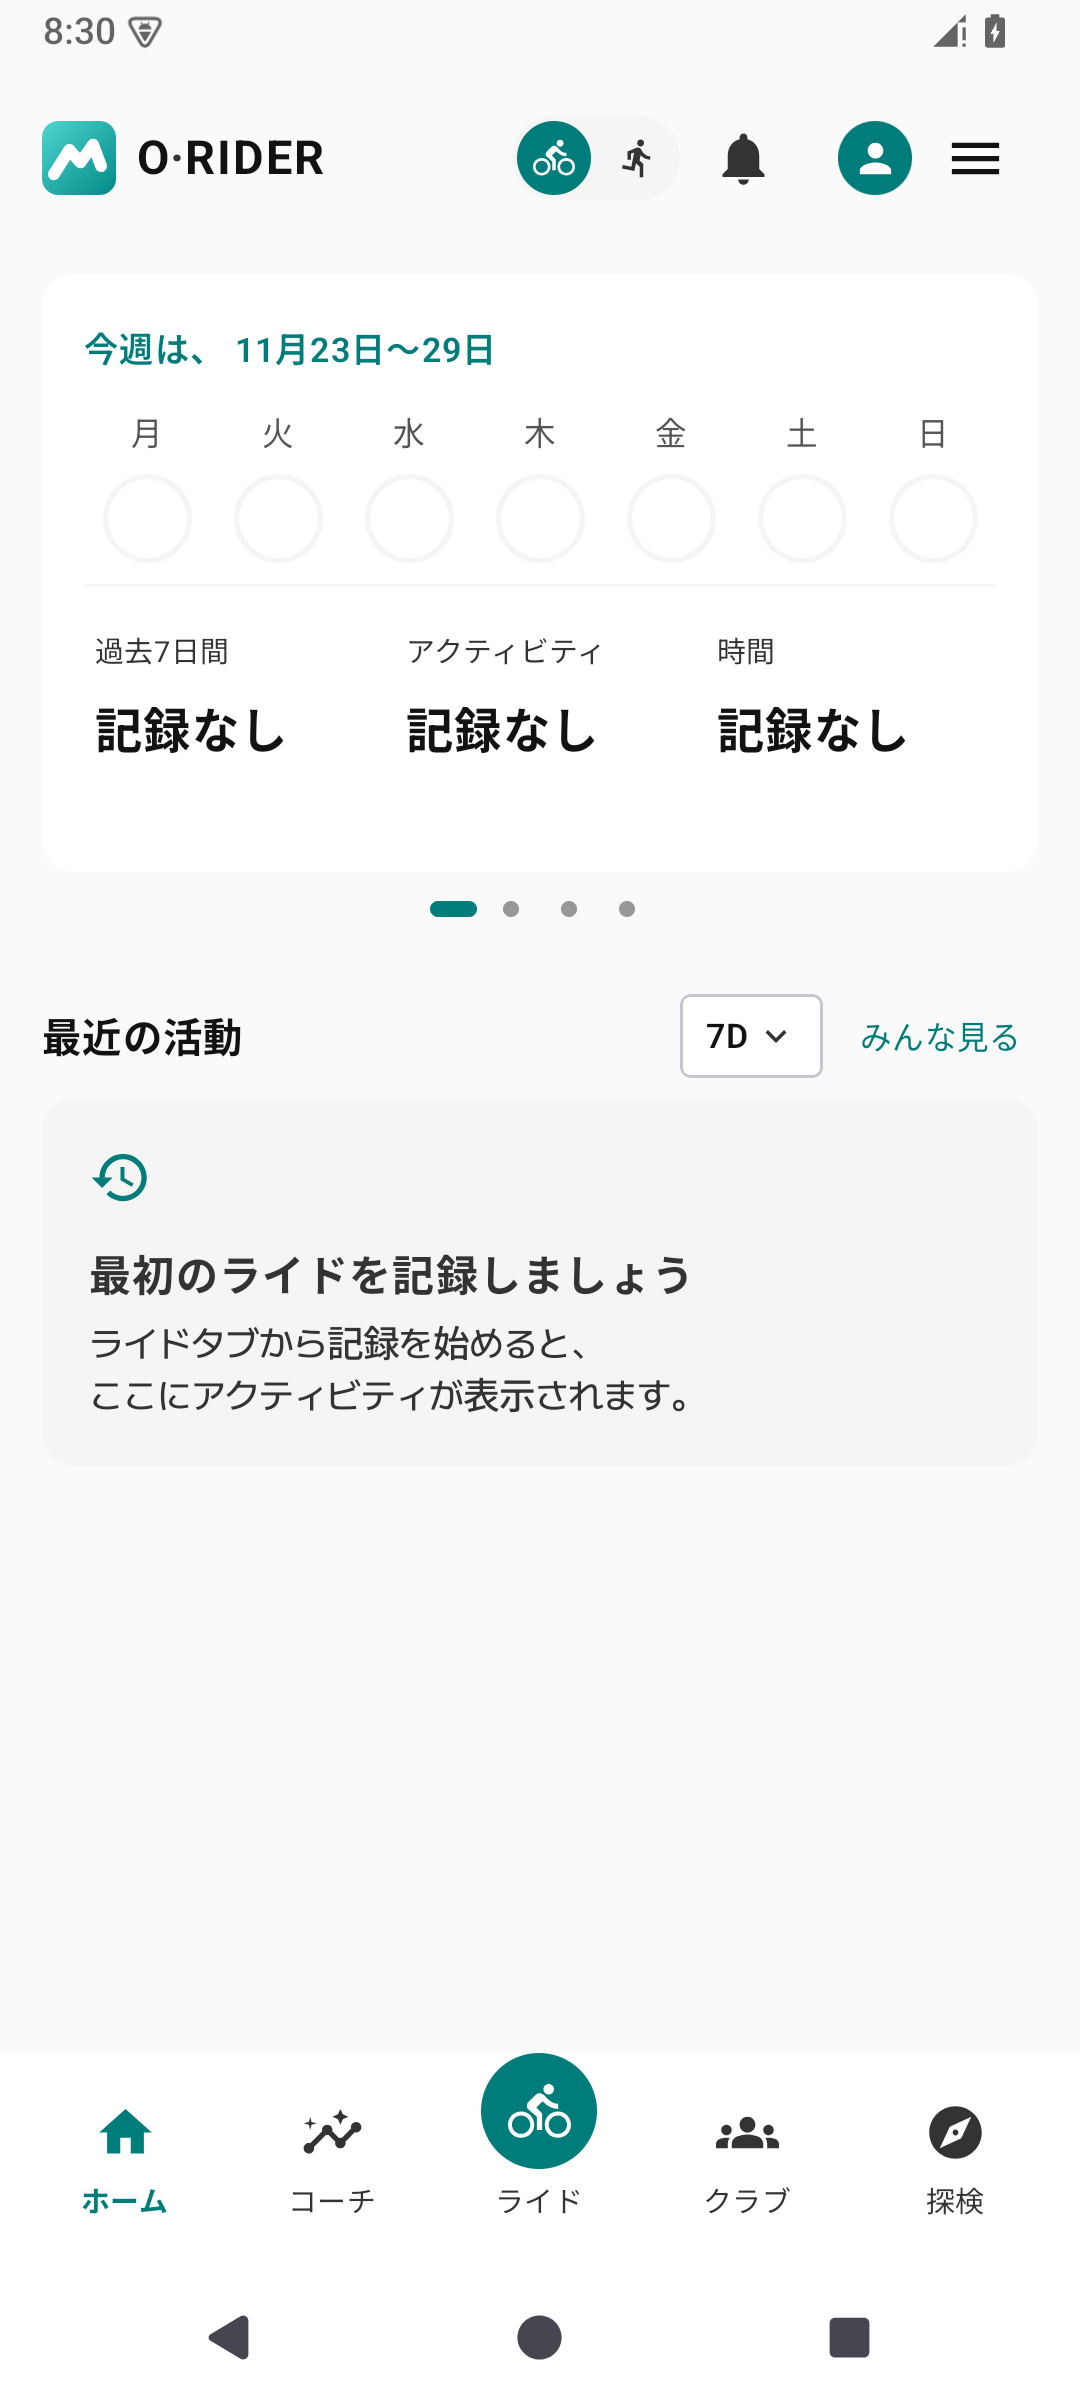 8:30
O·RIDER
今週は、 11月23日～29日
月 火 水 木 金 土 日
過去7日間 アクティビティ 時間
記録なし 記録なし 記録なし
最近の活動 7D みんな見る
最初のライドを記録しましょう
ライドタブから記録を始めると、
ここにアクティビティが表示されます。
ホーム コーチ ライド クラブ 探検